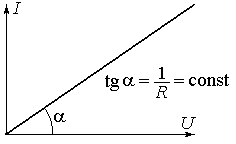 I
tg α = 1/R = const
α
U